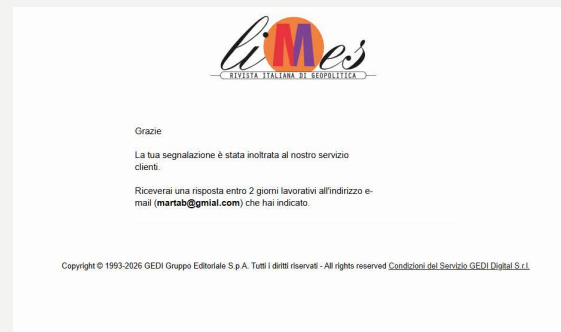 liMes
RIVISTA ITALIANA DI GEOPOLITICA
Grazie
La tua segnalazione è stata inoltrata al nostro servizio
clienti.
Riceverai una risposta entro 2 giorni lavorativi all'indirizzo e-
mail (martab@gmial.com) che hai indicato.
Copyright © 1993-2026 GEDI Gruppo Editoriale S.p.A. Tutti i diritti riservati - All rights reserved Condizioni del Servizio GEDI Digital S.r.l.